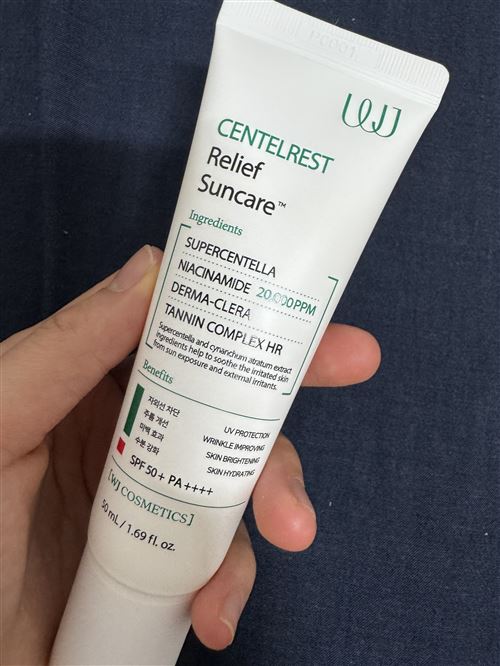 PC001
WJ
CENTELREST
Relief
Suncare™
Ingredients
SUPERCENTELLA
NIACINAMIDE 20,000PPM
DERMA-CLERA
TANNIN COMPLEX HR
Supercentella and cynanchum atratum extract
ingredients help to soothe the irritated skin
from sun exposure and external irritants.
Benefits
자외선 차단 UV PROTECTION
주름 개선 WRINKLE IMPROVING
미백 효과 SKIN BRIGHTENING
수분 강화 SKIN HYDRATING
SPF 50+ PA++++
[WJ COSMETICS]
50 mL / 1.69 fl. oz.